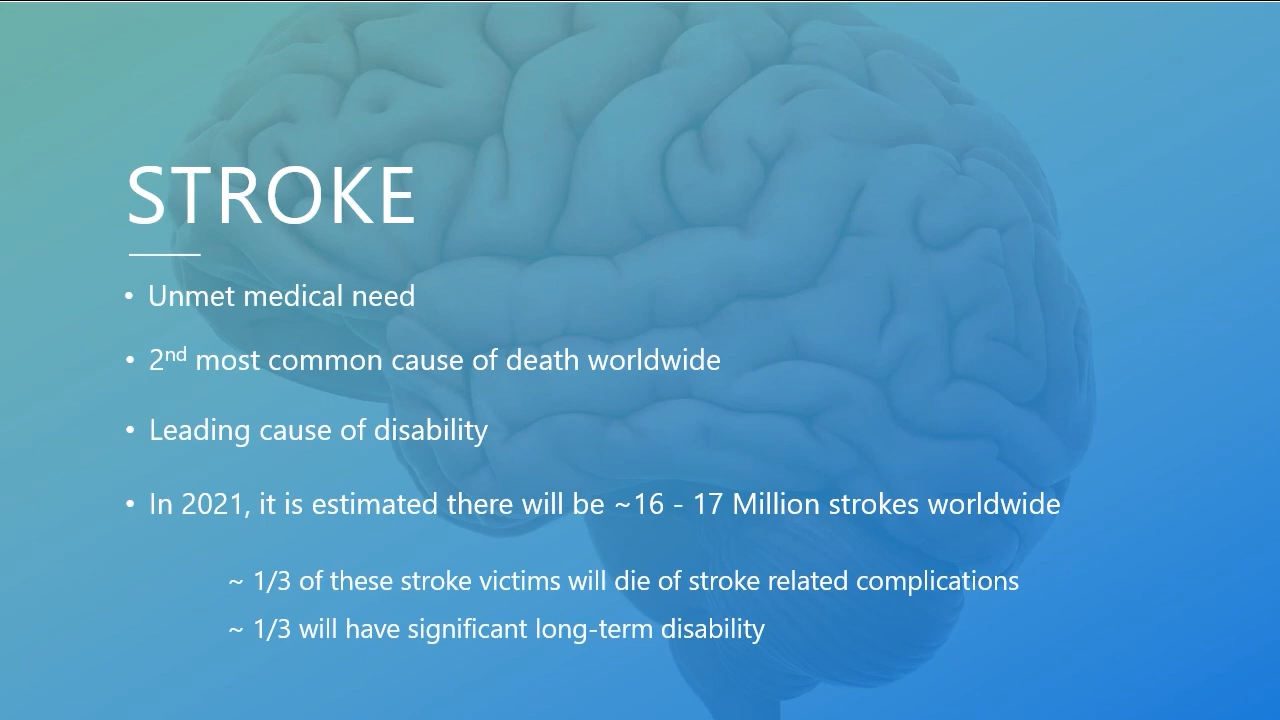 STROKE
• Unmet medical need
• 2nd most common cause of death worldwide
• Leading cause of disability
• In 2021, it is estimated there will be ~16 - 17 Million strokes worldwide
~ 1/3 of these stroke victims will die of stroke related complications
~ 1/3 will have significant long-term disability